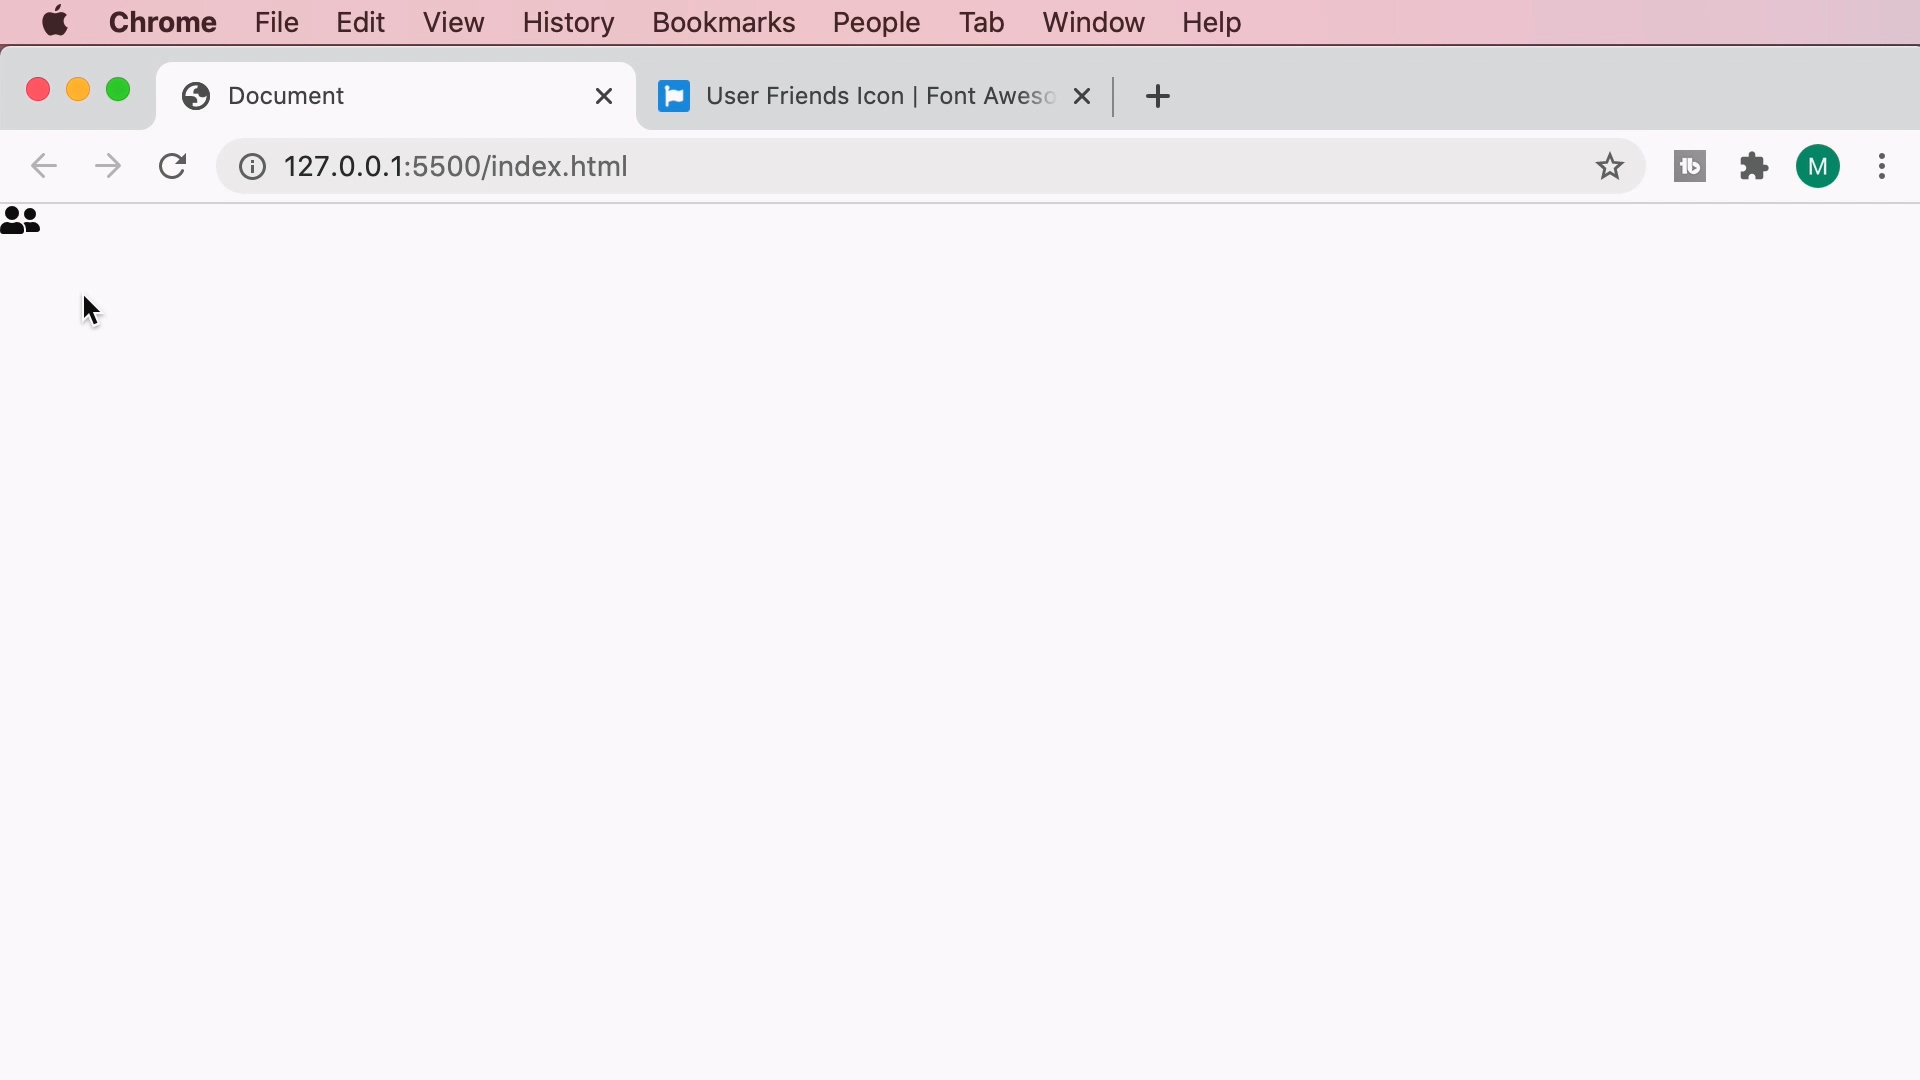 Chrome File Edit View History Bookmarks People Tab Window Help
Document
User Friends Icon | Font Aweso
127.0.0.1:5500/index.html
tb
M